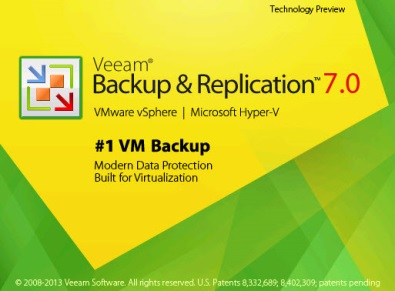 Technology Preview
Veeam®
Backup & Replication™ 7.0
VMware vSphere | Microsoft Hyper-V
#1 VM Backup
Modern Data Protection
Built for Virtualization
© 2008-2013 Veeam Software. All rights reserved. U.S. Patents 8,332,689; 8,402,309; patents pending